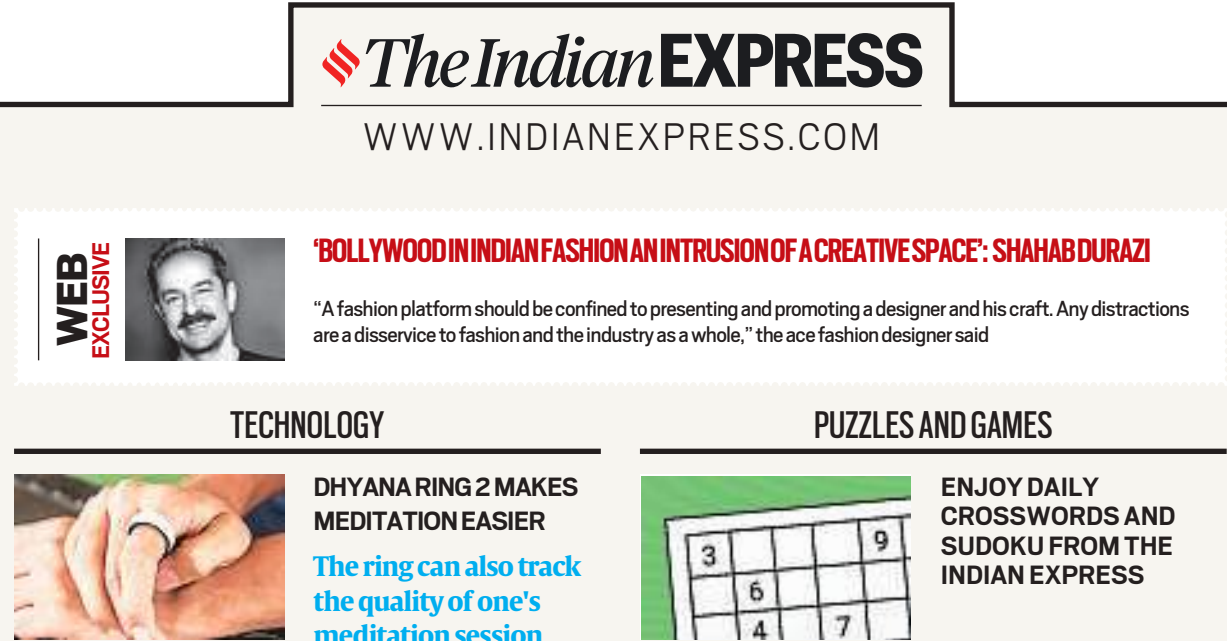 The Indian EXPRESS
WWW.INDIANEXPRESS.COM
WEB
EXCLUSIVE
‘BOLLYWOOD IN INDIAN FASHION AN INTRUSION OF A CREATIVE SPACE’: SHAHAB DURAZI
“A fashion platform should be confined to presenting and promoting a designer and his craft. Any distractions
are a disservice to fashion and the industry as a whole,” the ace fashion designer said
TECHNOLOGY
DHYANA RING 2 MAKES
MEDITATION EASIER
The ring can also track
the quality of one's
meditation session
PUZZLES AND GAMES
3 9
6
4 7
ENJOY DAILY
CROSSWORDS AND
SUDOKU FROM THE
INDIAN EXPRESS